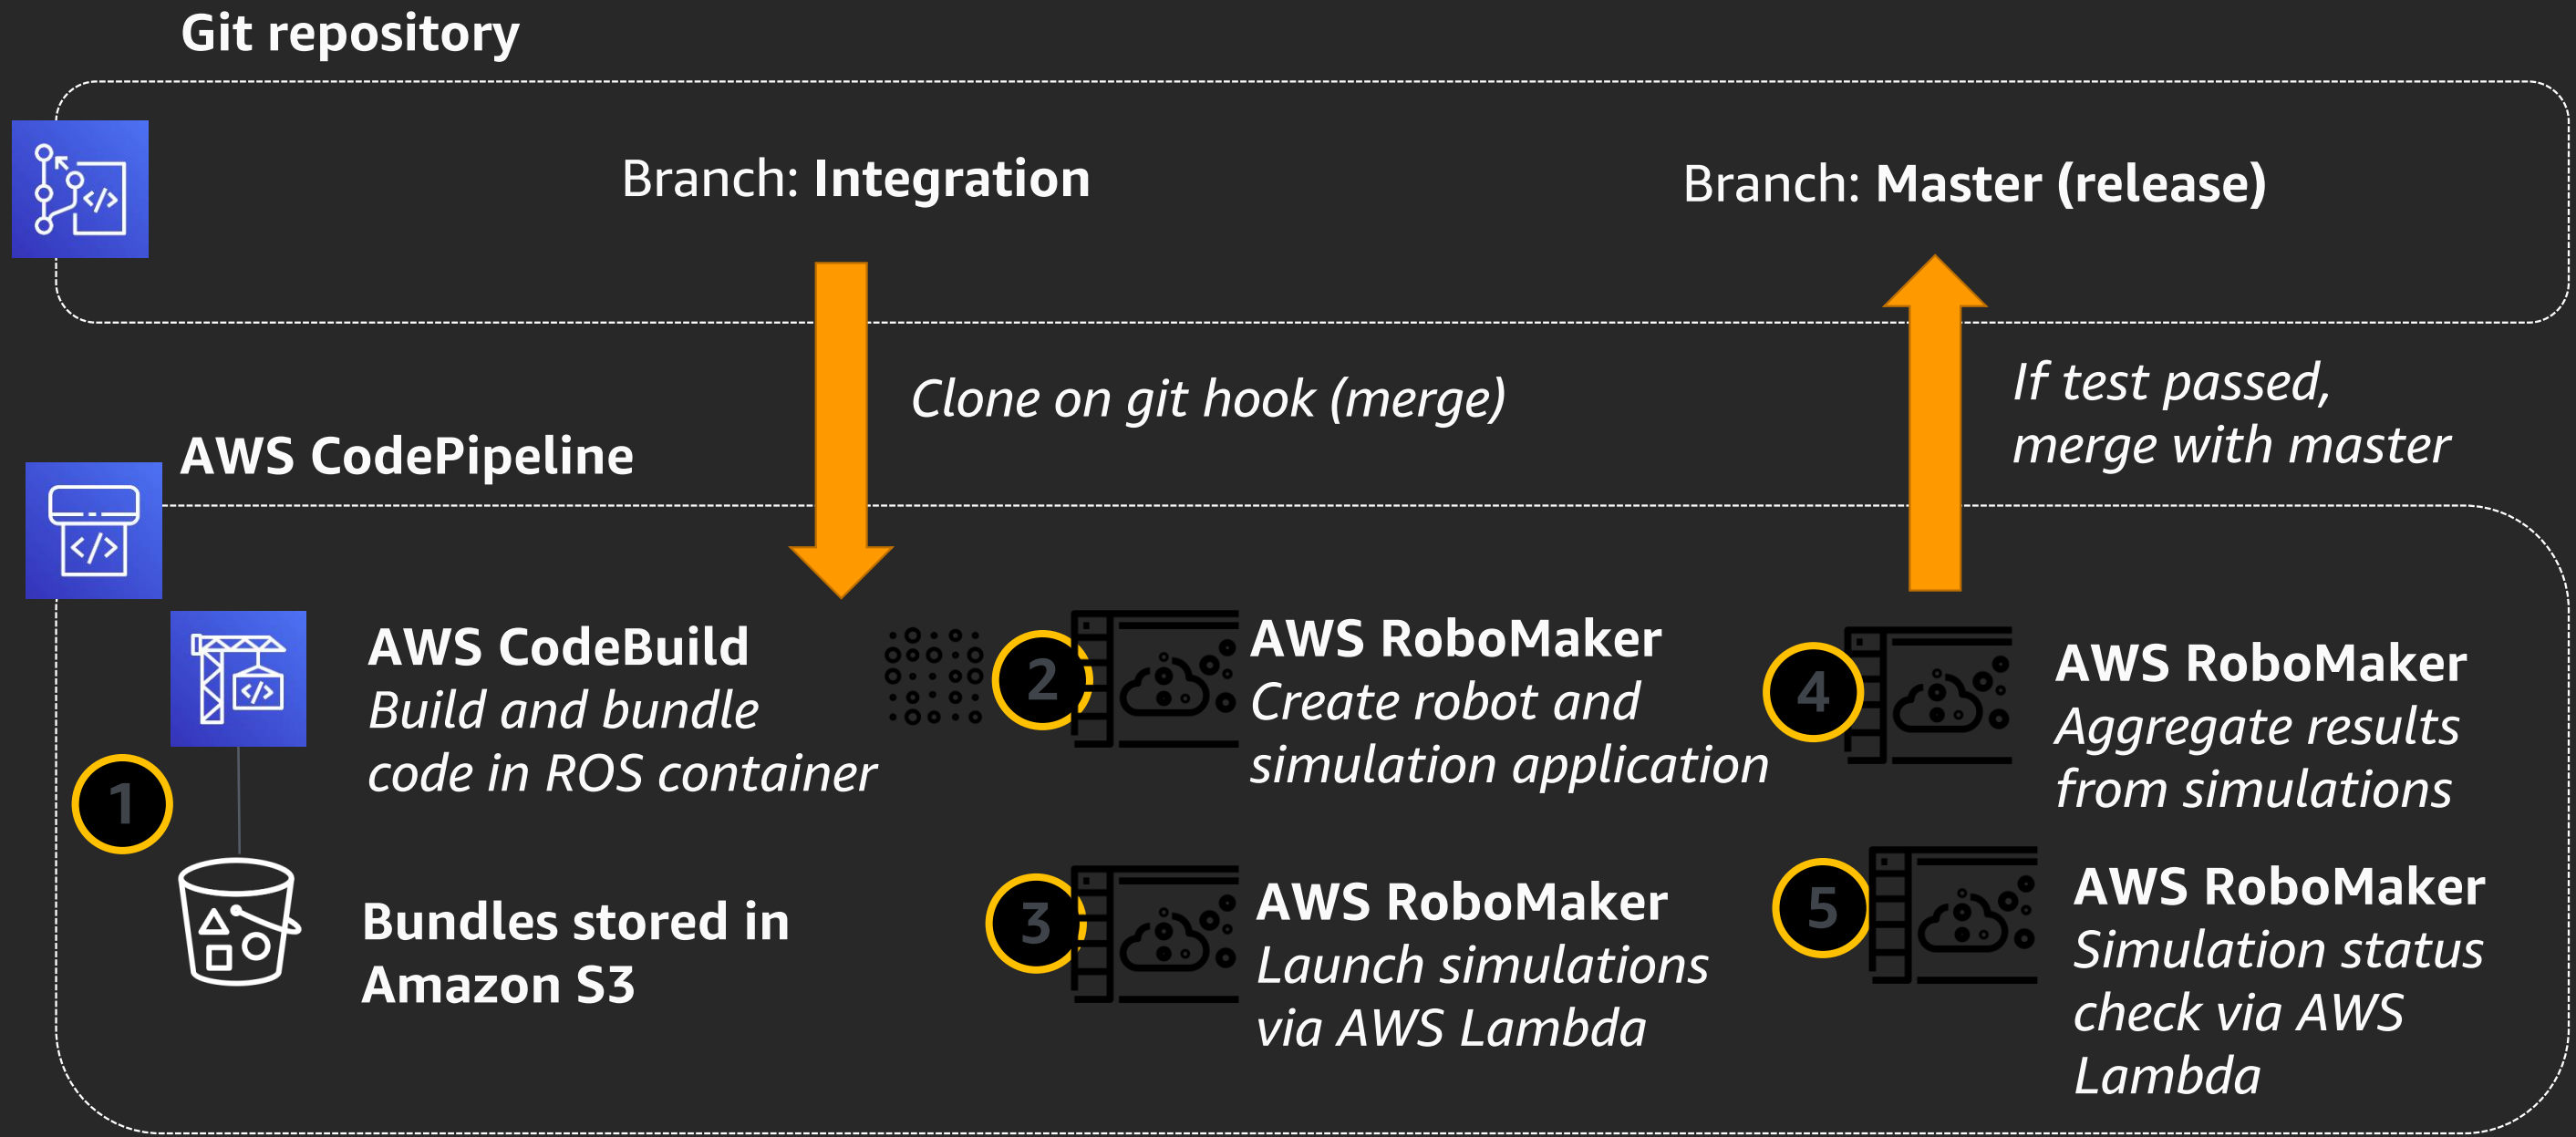 Git repository
Branch: Integration
Branch: Master (release)
Clone on git hook (merge)
If test passed,
merge with master
AWS CodePipeline
1
AWS CodeBuild
Build and bundle
code in ROS container
Bundles stored in
Amazon S3
2
AWS RoboMaker
Create robot and
simulation application
3
AWS RoboMaker
Launch simulations
via AWS Lambda
4
AWS RoboMaker
Aggregate results
from simulations
5
AWS RoboMaker
Simulation status
check via AWS
Lambda